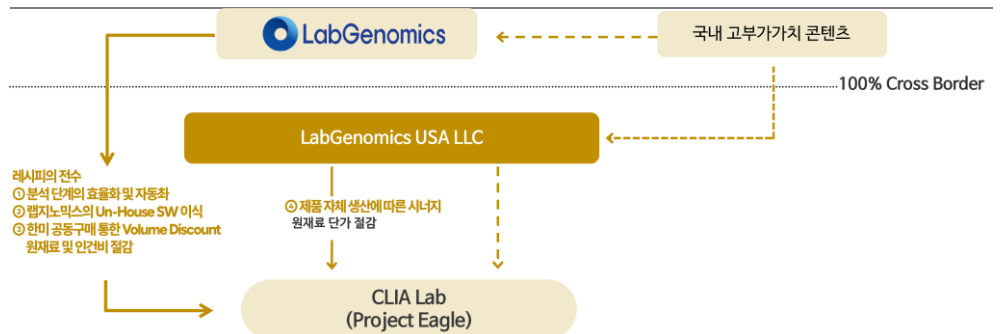 LabGenomics
국내 고부가가치 콘텐츠
100% Cross Border
LabGenomics USA LLC
레시피의 전수
① 분석 단계의 효율화 및 자동화
② 랩지노믹스의 Un-House SW 이식
③ 한미 공동구매 통한 Volume Discount
원재료 및 인건비 절감
④ 제품 자체 생산에 따른 시너지
원재료 단가 절감
CLIA Lab
(Project Eagle)